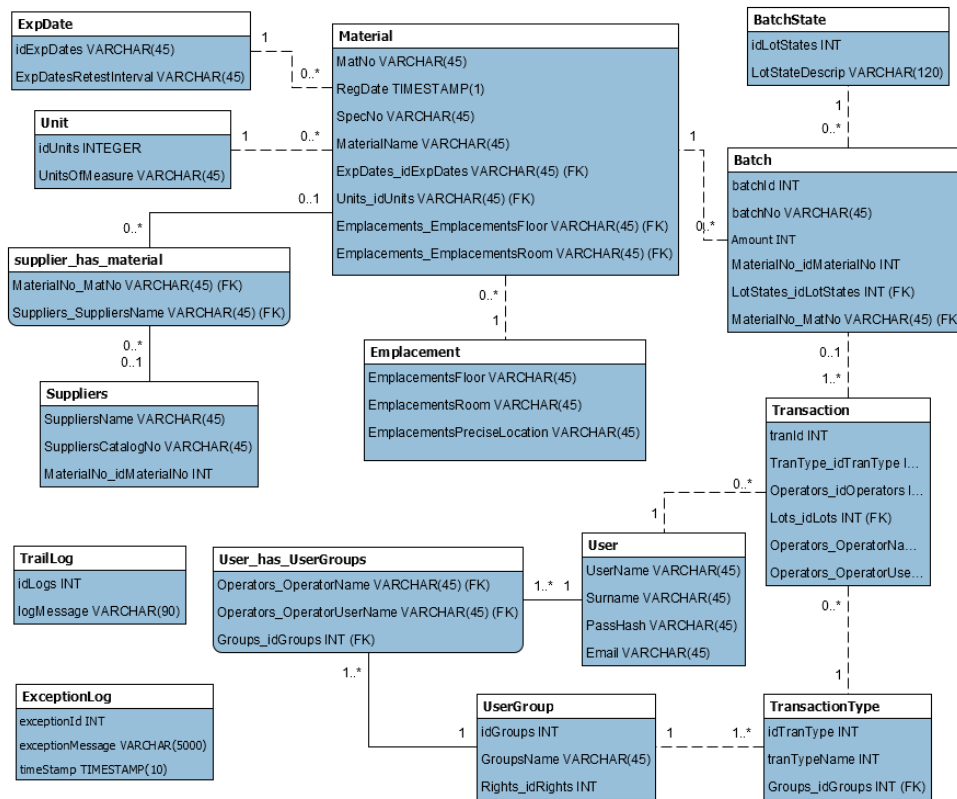 ExpDate
idExpDates VARCHAR(45)
ExpDatesRetestInterval VARCHAR(45)
1
0..*
Unit
idUnits INTEGER
UnitsOfMeasure VARCHAR(45)
1
0..*
Material
MatNo VARCHAR(45)
RegDate TIMESTAMP(1)
SpecNo VARCHAR(45)
MaterialName VARCHAR(45)
ExpDates_idExpDates VARCHAR(45) (FK)
Units_idUnits VARCHAR(45) (FK)
Emplacements_EmplacementsFloor VARCHAR(45) (FK)
Emplacements_EmplacementsRoom VARCHAR(45) (FK)
1
0..*
BatchState
idLotStates INT
LotStateDescrip VARCHAR(120)
1
0..*
Batch
batchId INT
batchNo VARCHAR(45)
Amount INT
MaterialNo_idMaterialNo INT
LotStates_idLotStates INT (FK)
MaterialNo_MatNo VARCHAR(45) (FK)
0..1
0..*
supplier_has_material
MaterialNo_MatNo VARCHAR(45) (FK)
Suppliers_SuppliersName VARCHAR(45) (FK)
0..*
0..1
Suppliers
SuppliersName VARCHAR(45)
SuppliersCatalogNo VARCHAR(45)
MaterialNo_idMaterialNo INT
0..*
1
Emplacement
EmplacementsFloor VARCHAR(45)
EmplacementsRoom VARCHAR(45)
EmplacementsPreciseLocation VARCHAR(45)
0..1
1..*
Transaction
tranId INT
TranType_idTranType I...
Operators_idOperators I...
Lots_idLots INT (FK)
Operators_OperatorNa...
Operators_OperatorUse...
0..*
1
User
UserName VARCHAR(45)
Surname VARCHAR(45)
PassHash VARCHAR(45)
Email VARCHAR(45)
TrailLog
idLogs INT
logMessage VARCHAR(90)
User_has_UserGroups
Operators_OperatorName VARCHAR(45) (FK)
Operators_OperatorUserName VARCHAR(45) (FK)
Groups_idGroups INT (FK)
1..*
1
0..*
1
1..*
1
ExceptionLog
exceptionId INT
exceptionMessage VARCHAR(5000)
timeStamp TIMESTAMP(10)
UserGroup
idGroups INT
GroupsName VARCHAR(45)
Rights_idRights INT
1
1..*
TransactionType
idTranType INT
tranTypeName INT
Groups_idGroups INT (FK)